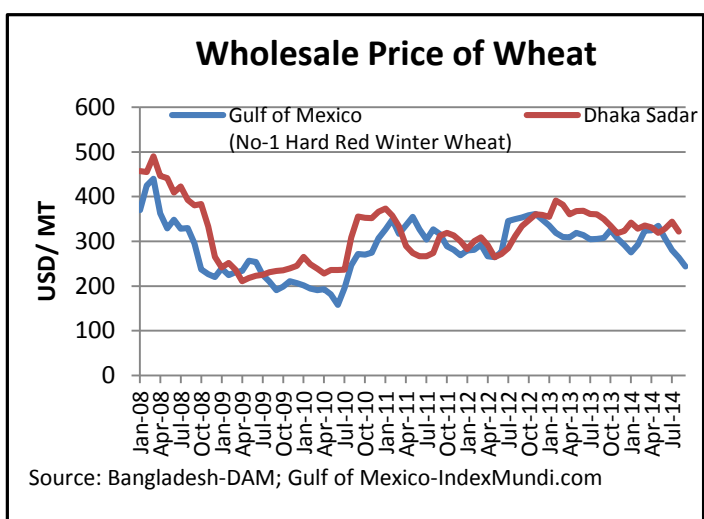 Wholesale Price of Wheat
600
500
400
300
200
100
0
USD/ MT
Gulf of Mexico
(No-1 Hard Red Winter Wheat)
Dhaka Sadar
Jan-08
Apr-08
Jul-08
Oct-08
Jan-09
Apr-09
Jul-09
Oct-09
Jan-10
Apr-10
Jul-10
Oct-10
Jan-11
Apr-11
Jul-11
Oct-11
Jan-12
Apr-12
Jul-12
Oct-12
Jan-13
Apr-13
Jul-13
Oct-13
Jan-14
Apr-14
Jul-14
Source: Bangladesh-DAM; Gulf of Mexico-IndexMundi.com